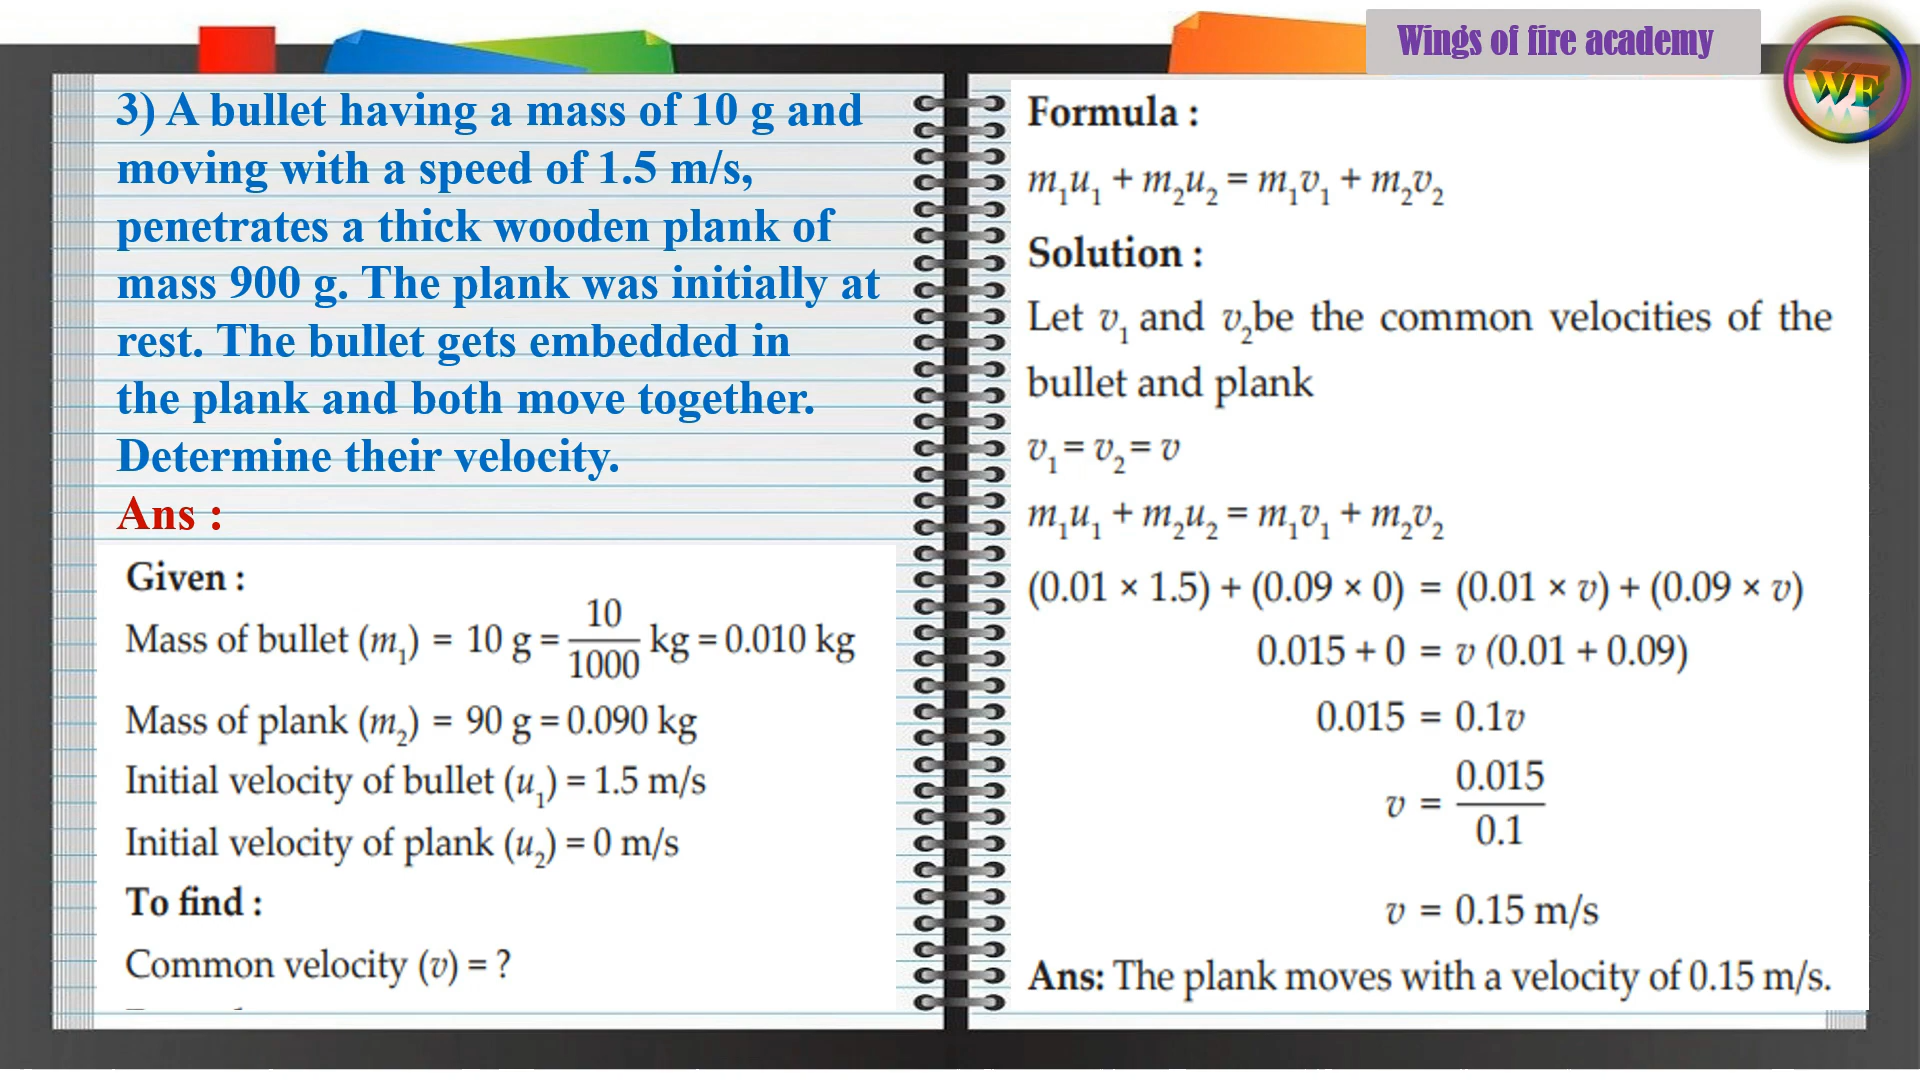 Wings of fire academy
WF
3) A bullet having a mass of 10 g and
moving with a speed of 1.5 m/s,
penetrates a thick wooden plank of
mass 900 g. The plank was initially at
rest. The bullet gets embedded in
the plank and both move together.
Determine their velocity.
Ans :
Given :
Mass of bullet (m₁) = 10 g = 10/1000 kg = 0.010 kg
Mass of plank (m₂) = 90 g = 0.090 kg
Initial velocity of bullet (u₁) = 1.5 m/s
Initial velocity of plank (u₂) = 0 m/s
To find :
Common velocity (v) = ?
Formula :
m₁u₁ + m₂u₂ = m₁v₁ + m₂v₂
Solution :
Let v₁ and v₂be the common velocities of the
bullet and plank
v₁ = v₂ = v
m₁u₁ + m₂u₂ = m₁v₁ + m₂v₂
(0.01 × 1.5) + (0.09 × 0) = (0.01 × v) + (0.09 × v)
0.015 + 0 = v (0.01 + 0.09)
0.015 = 0.1v
v = 0.015/0.1
v = 0.15 m/s
Ans: The plank moves with a velocity of 0.15 m/s.